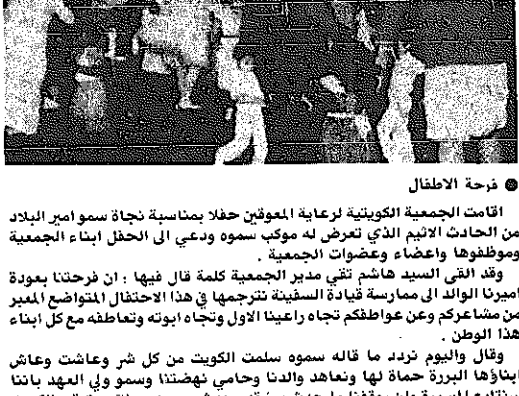 ● فرحة الاطفال
اقامت الجمعية الكويتية لرعاية المعوقين حفلا بمناسبة نجاة سمو امير البلاد
من الحادث الاثيم الذي تعرض له موكب سموه ودعي الى الحفل ابناء الجمعية
وموظفوها واعضاء وعضوات الجمعية .
وقد القى السيد هاشم تقي مدير الجمعية كلمة قال فيها : ان فرحتنا بعودة
اميرنا الوالد الى ممارسة قيادة السفينة نترجمها في هذا الاحتفال المتواضع المعبر
عن مشاعركم وعن عواطفكم تجاه راعينا الاول وتجاه ابوته وتعاطفه مع كل ابناء
هذا الوطن .
وقال واليوم نردد ما قاله سموه سلمت الكويت من كل شر وعاشت وعاش
ابناؤها البررة حماة لها ونعاهد والدنا وحامي نهضتنا وسمو ولي العهد باننا